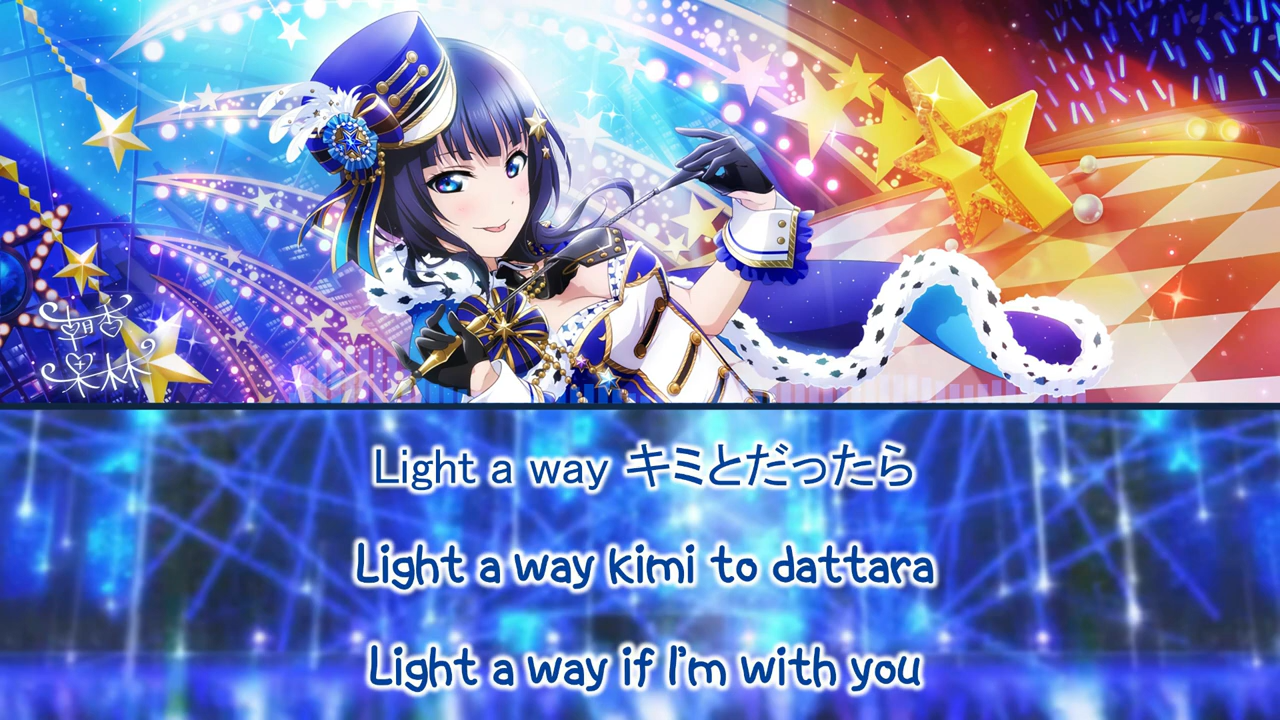 朝香
果林
Light a way キミとだったら
Light a way kimi to dattara
Light a way if I'm with you